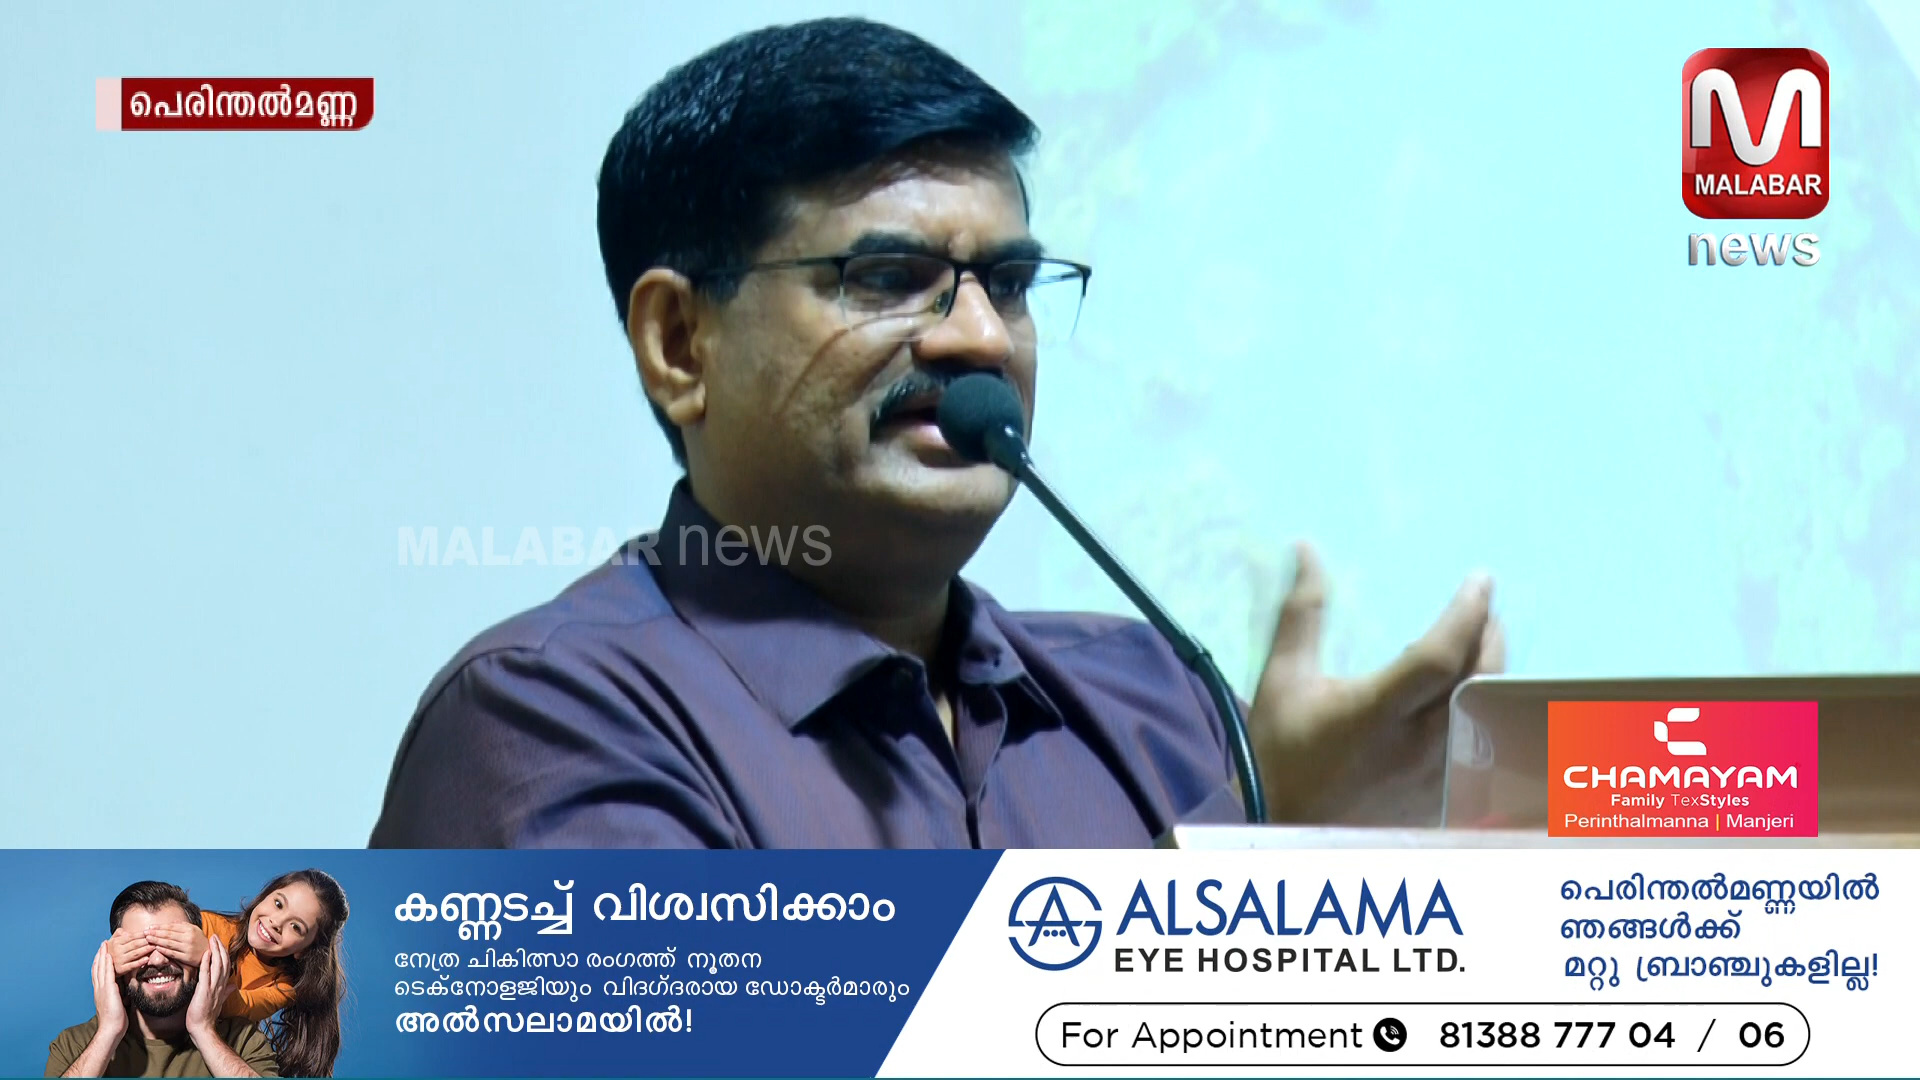 പെരിന്തൽമണ്ണ
MALABAR
news
MALABAR news
CHAMAYAM
Family TexStyles
Perinthalmanna | Manjeri
കണ്ണടച്ച് വിശ്വസിക്കാം
നേത്ര ചികിത്സാ രംഗത്ത് നൂതന
ടെക്നോളജിയും വിദഗ്ദരായ ഡോക്ടർമാരും
അൽസലാമയിൽ!
ALSALAMA
EYE HOSPITAL LTD.
പെരിന്തൽമണ്ണയിൽ
ഞങ്ങൾക്ക്
മറ്റു ബ്രാഞ്ചുകളില്ല!
For Appointment 81388 777 04 / 06